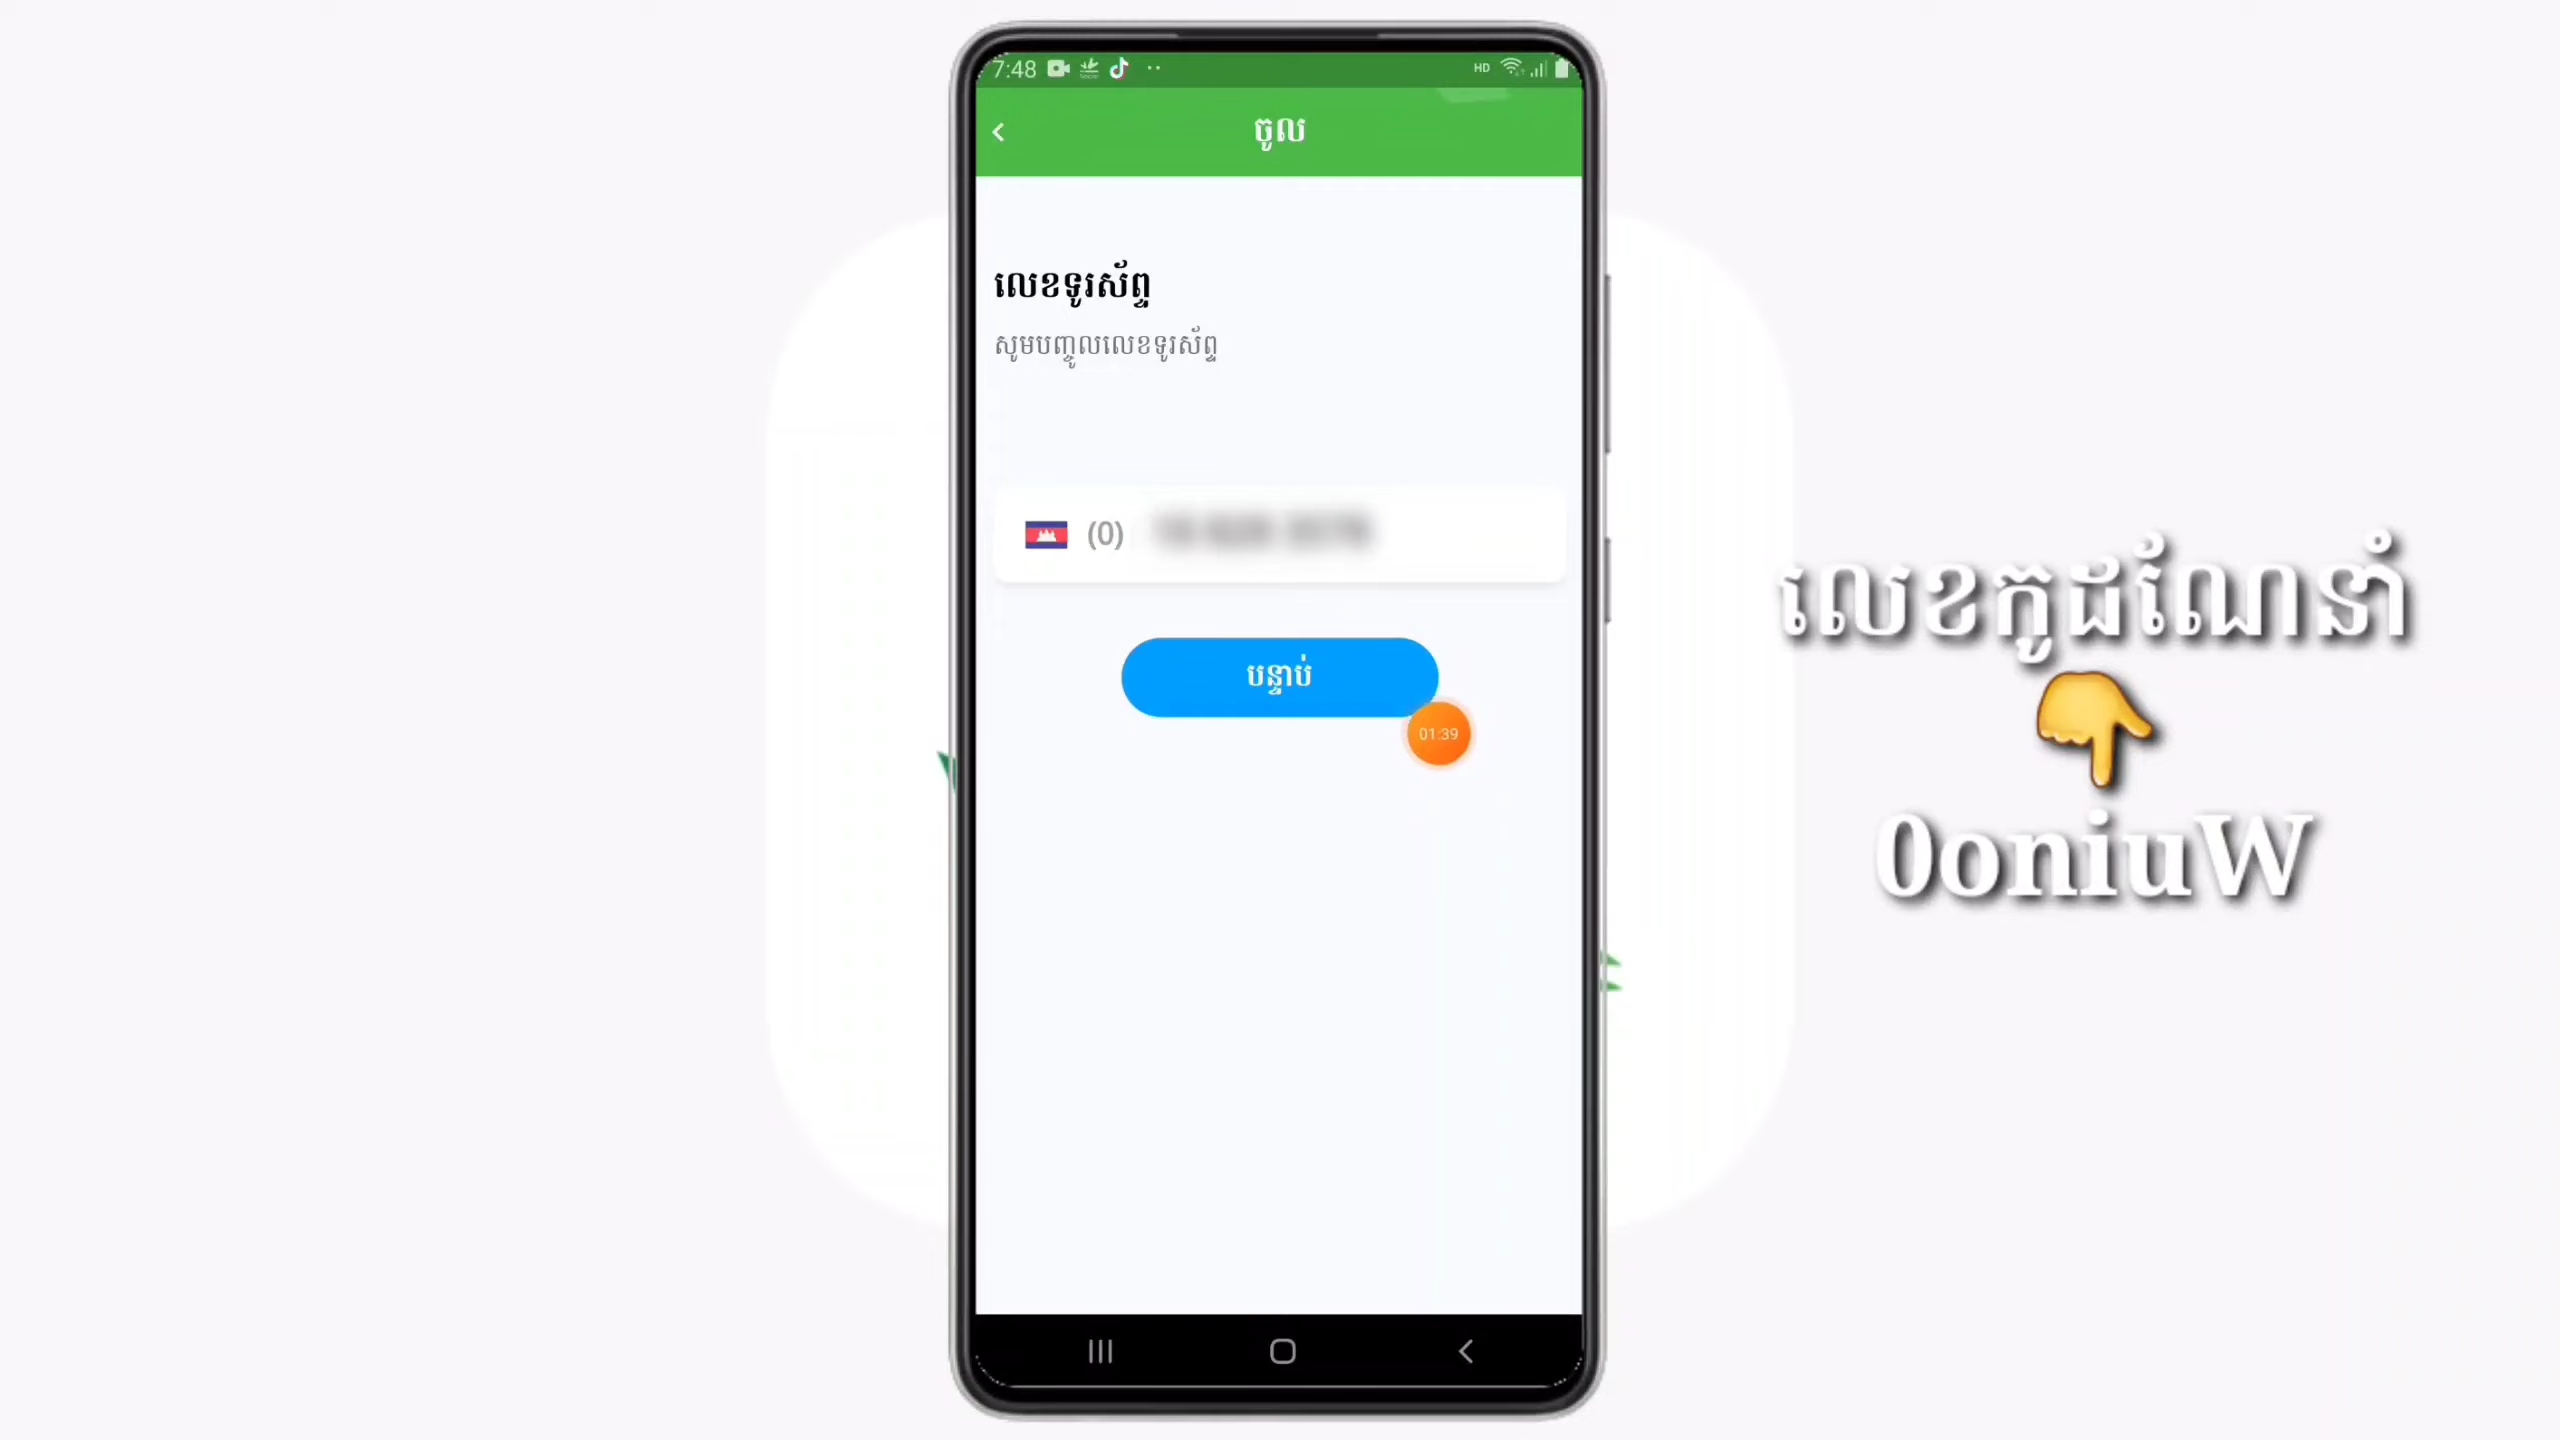 7:48
HD
ចូល
លេខទូរស័ព្ទ
សូមបញ្ចូលលេខទូរស័ព្ទ
(0)
បន្ទាប់
01:39
លេខកូដណែនាំ
0oniuW